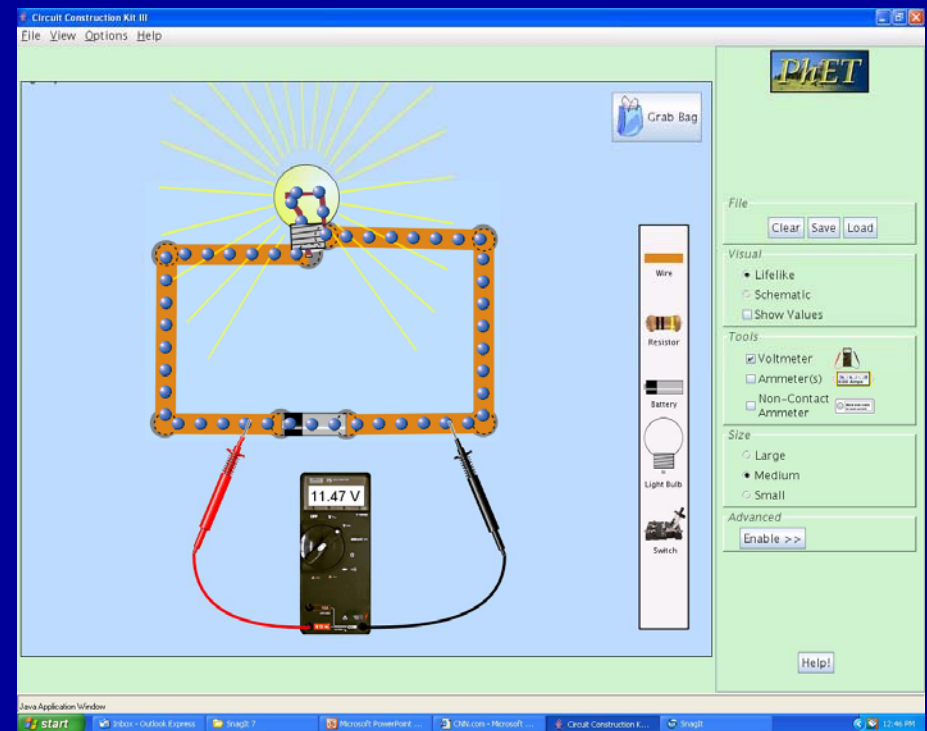 Circuit Construction Kit III
File View Options Help
PhET
Grab Bag
File
Clear Save Load
Visual
Lifelike
Schematic
Show Values
Tools
Voltmeter
Ammeter(s)
Non-Contact
Ammeter
Size
Large
Medium
Small
Advanced
Enable >>
Help!
Wire
Resistor
Battery
Light Bulb
Switch
11.47 V
Java Application Window
start Inbox - Outlook Express SnagIt 7 Microsoft PowerPoint ... CNN.com - Microsoft ... Circuit Construction K... SnagIt 12:46 PM